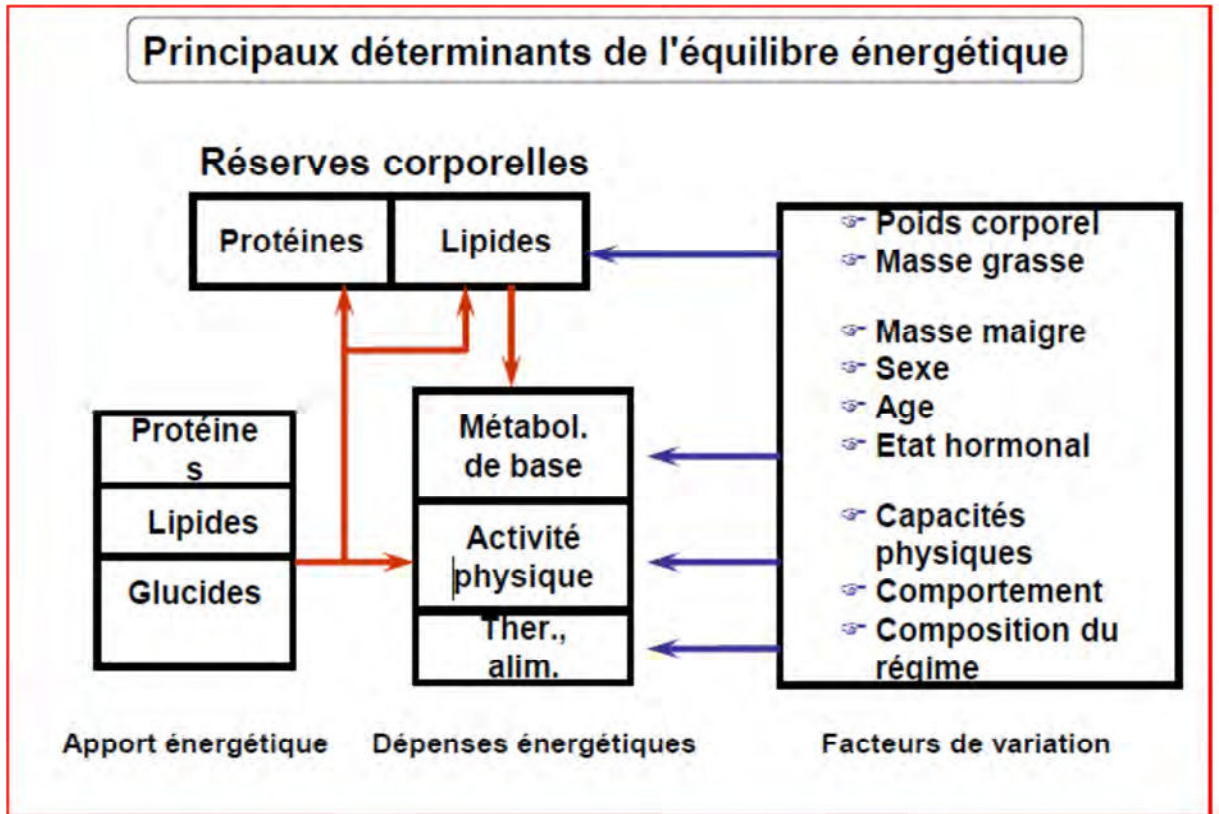 Principaux déterminants de l'équilibre énergétique
Réserves corporelles
Protéines
Lipides
Protéine
s
Lipides
Glucides
Métabol.
de base
Activité
physique
Ther.,
alim.
☞ Poids corporel
☞ Masse grasse
☞ Masse maigre
☞ Sexe
☞ Age
☞ Etat hormonal
☞ Capacités
physiques
☞ Comportement
☞ Composition du
régime
Apport énergétique
Dépenses énergétiques
Facteurs de variation